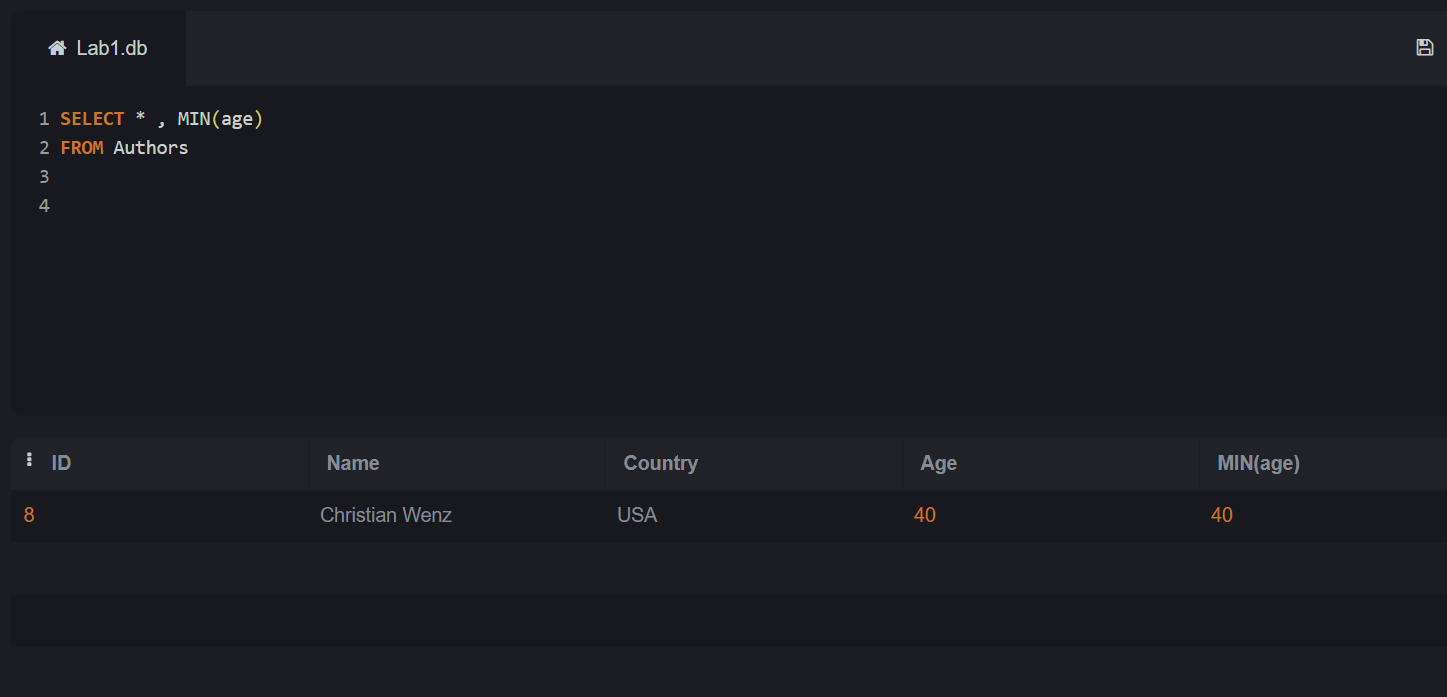 Lab1.db
1 SELECT * , MIN(age)
2 FROM Authors
3
4
ID Name Country Age MIN(age)
8 Christian Wenz USA 40 40